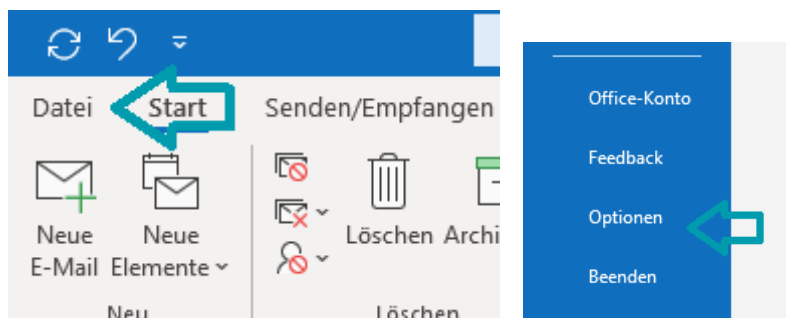 Datei Start Senden/Empfangen
Neue Neue Löschen Archi
E-Mail Elemente
Neu Löschen
Office-Konto
Feedback
Optionen
Beenden